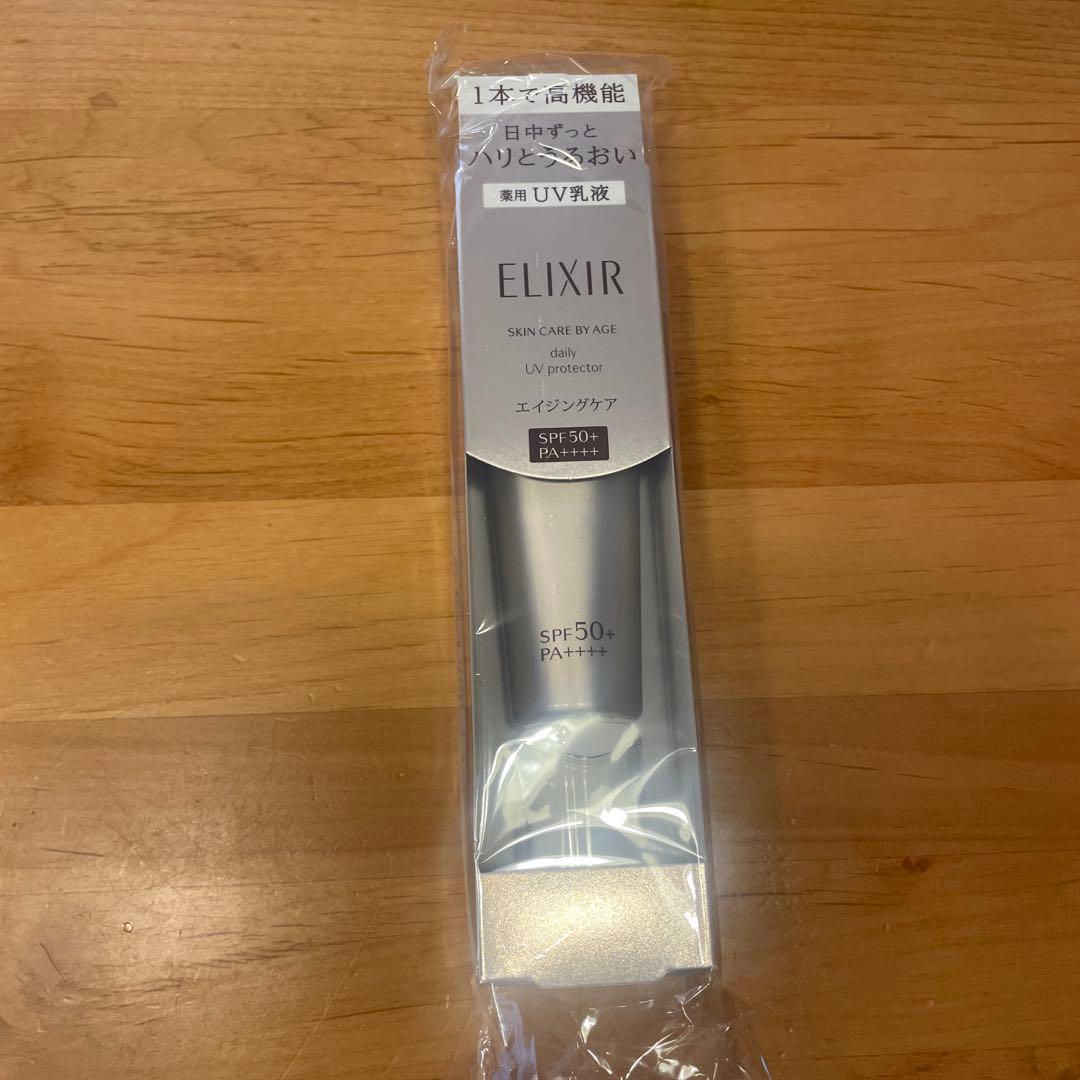 1本で高機能
日中ずっと
ハリとうるおい
薬用 UV乳液
ELIXIR
SKIN CARE BY AGE
daily
UV protector
エイジングケア
SPF50+
PA++++
SPF50+
PA++++